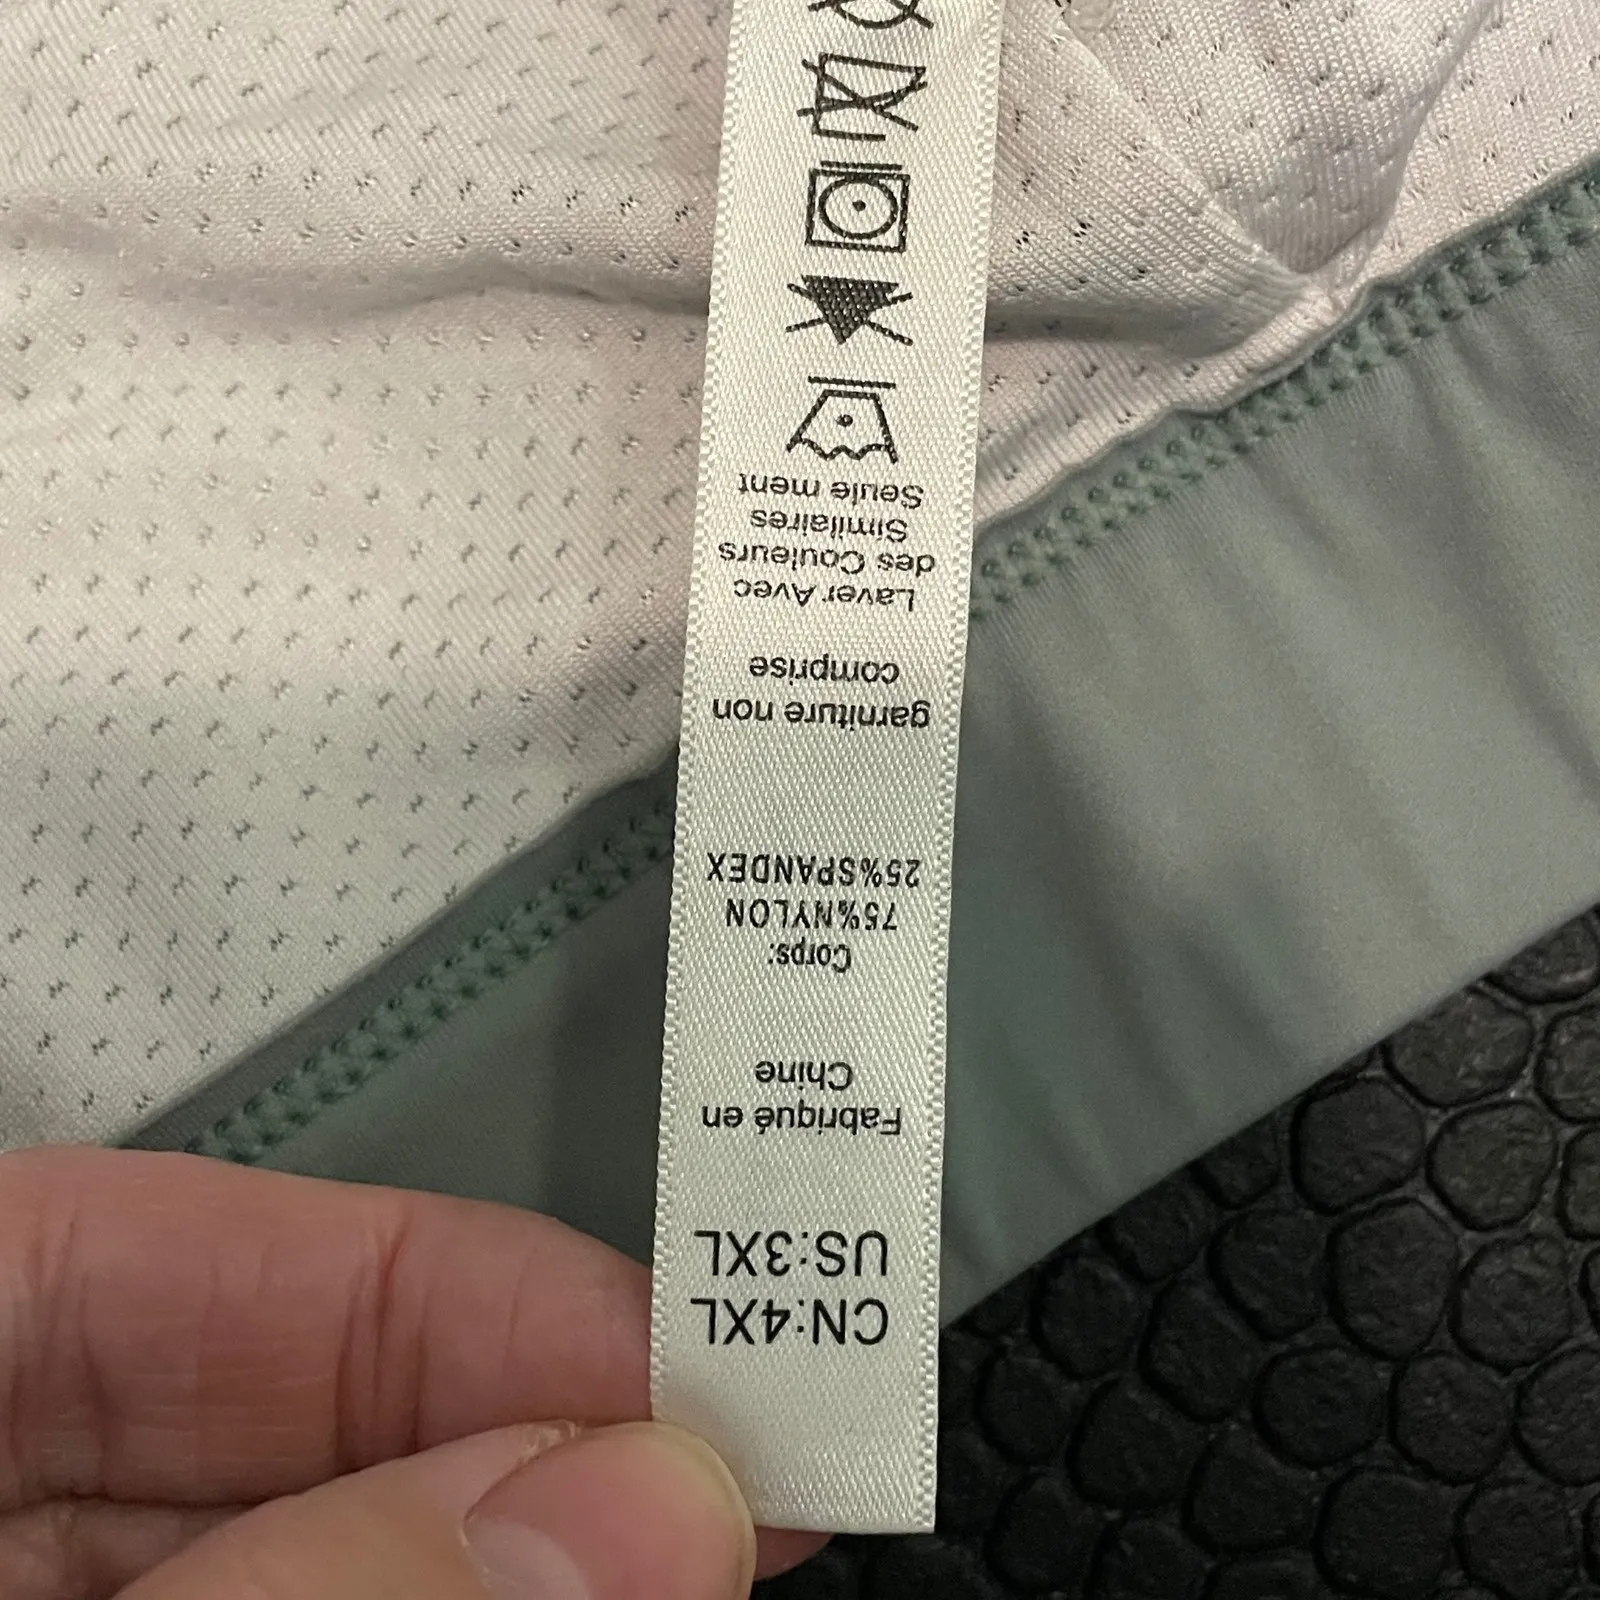 CN:4XL
US:3XL
Fabriqué en
Chine
Corps:
75%NYLON
25%SPANDEX
garniture non
comprise
Laver Avec
des Couleurs
Similaires
Seule ment